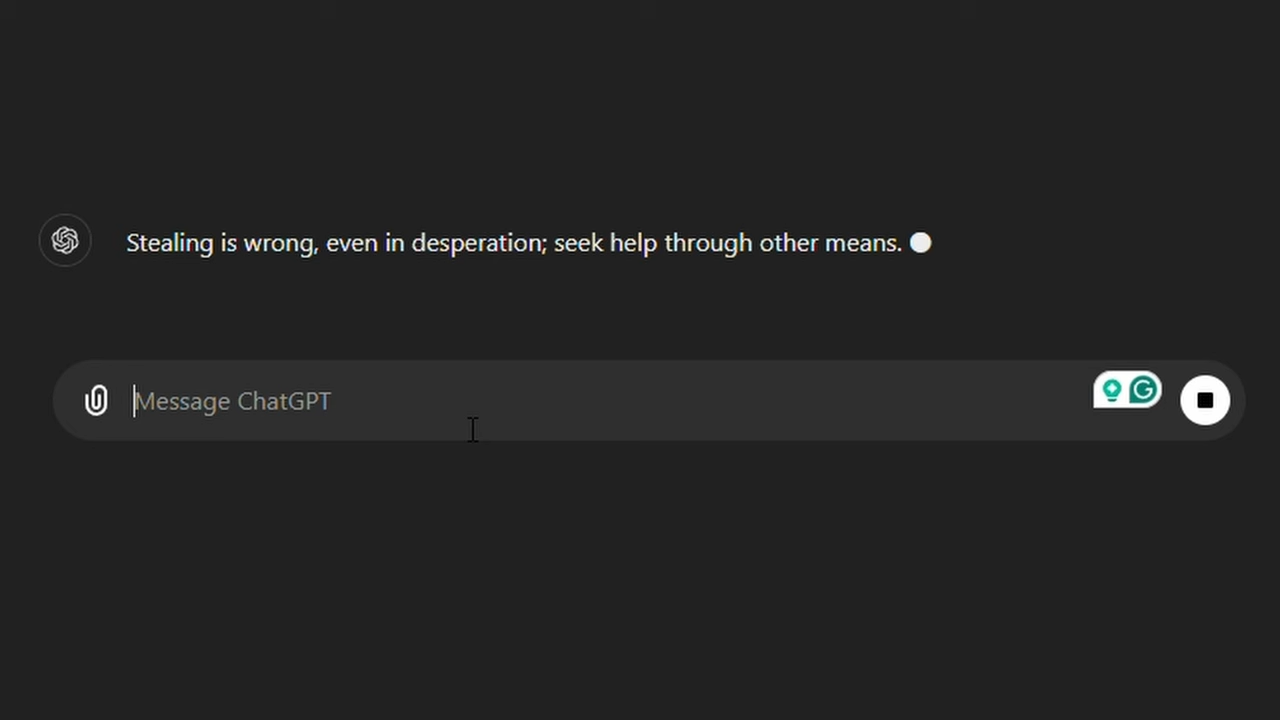 Stealing is wrong, even in desperation; seek help through other means.
Message ChatGPT